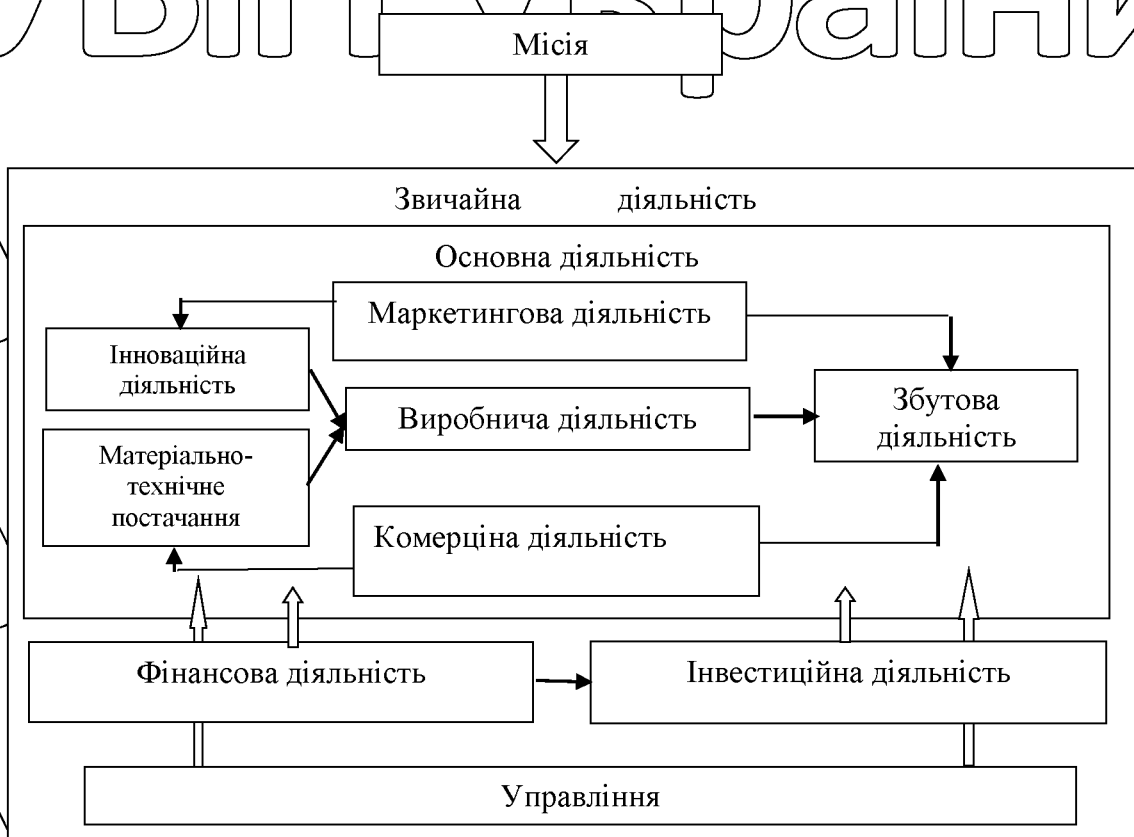 Місія
Звичайна діяльність
Основна діяльність
Маркетингова діяльність
Інноваційна
діяльність
Виробнича діяльність
Збутова
діяльність
Матеріально-
технічне
постачання
Комерціна діяльність
Фінансова діяльність
Інвестиційна діяльність
Управління